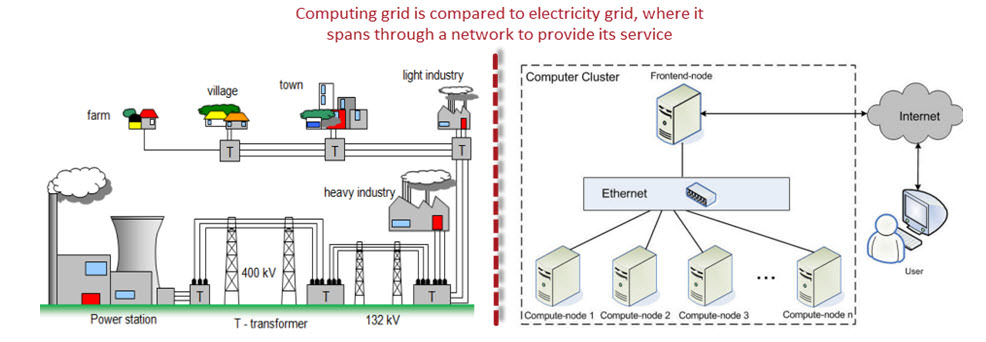 Computing grid is compared to electricity grid, where it
spans through a network to provide its service
light industry
town
village
farm
T
T
T
heavy industry
400 kV
T
T
T
Power station
T - transformer
132 kV
Computer Cluster
Frontend-node
Internet
Ethernet
User
...
Compute-node 1
Compute-node 2
Compute-node 3
Compute-node n